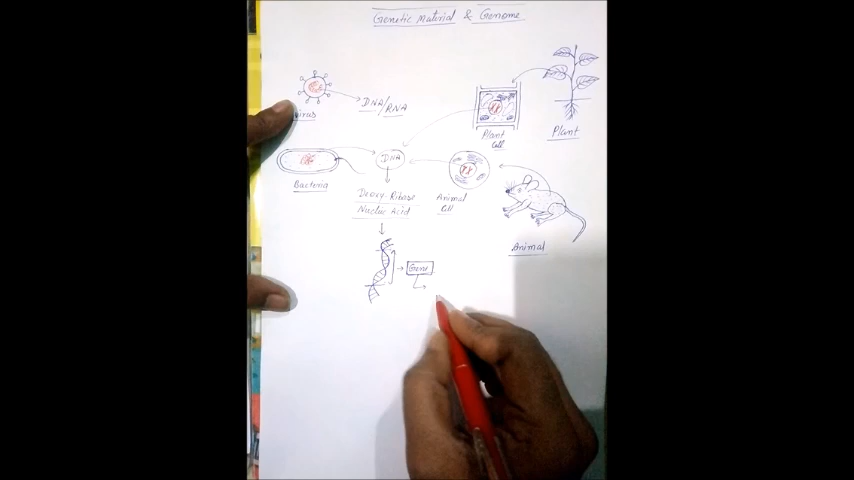 Genetic Material & Genome
DNA/RNA
Virus
Plant
Cell
Plant
DNA
Bacteria
Deoxy Ribose
Nucleic Acid
Animal
Cell
Animal
Gene